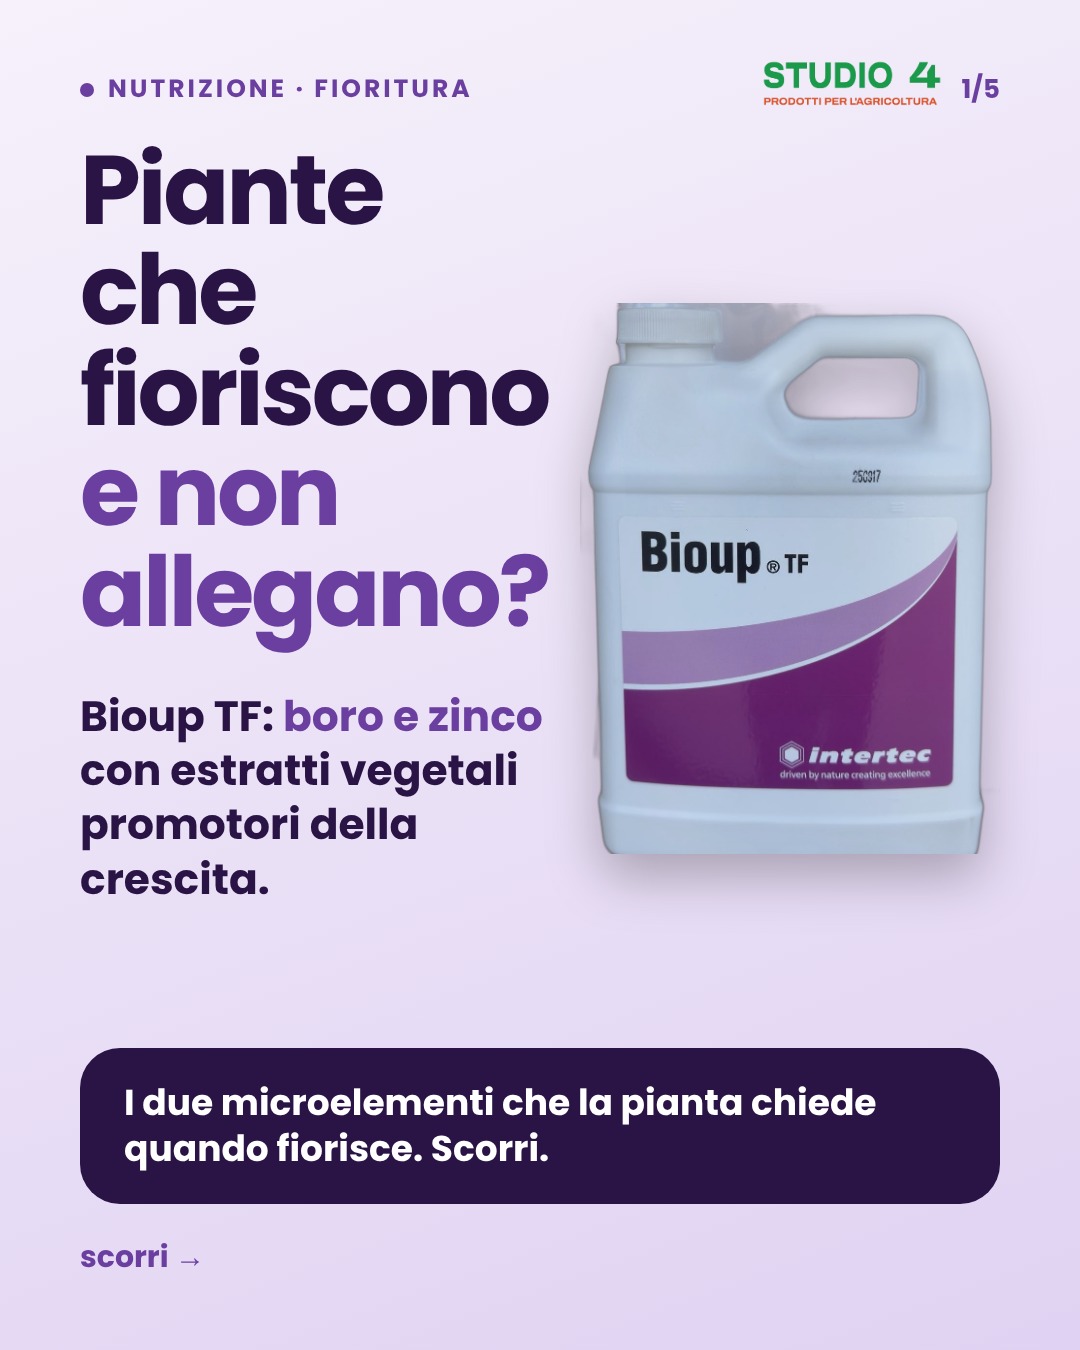 NUTRIZIONE · FIORITURA
STUDIO 4
PRODOTTI PER L'AGRICOLTURA
1/5
Piante
che
fioriscono
e non
allegano?
Bioup TF: boro e zinco
con estratti vegetali
promotori della
crescita.
250917
Bioup ® TF
intertec
driven by nature creating excellence
I due microelementi che la pianta chiede
quando fiorisce. Scorri.
scorri →